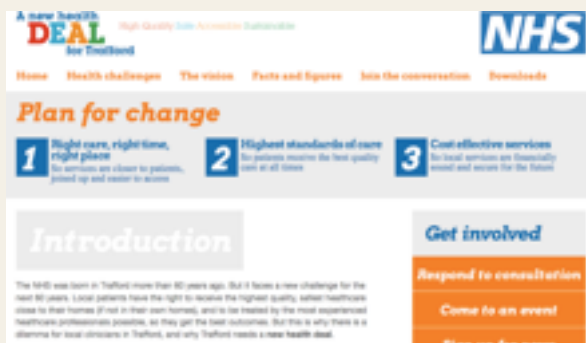 A new health
DEAL
for Trafford
High Quality Safe Accessible Sustainable
NHS
Home Health challenges The vision Facts and figures Join the conversation Downloads
Plan for change
1 Right care, right time,
right place
So services are closer to patients,
joined up and easier to access
2 Highest standards of care
So patients receive the best quality
care at all times
3 Cost effective services
So local services are financially
sound and secure for the future
Introduction
The NHS was born in Trafford more than 60 years ago. But it faces a new challenge for the
next 60 years. Local patients have the right to receive the highest quality, safest healthcare
close to their homes (if not in their own homes), and to be treated by the most experienced
healthcare professionals possible, so they get the best outcomes. But this is why there is a
dilemma for local clinicians in Trafford, and why Trafford needs a new health deal.
Get involved
Respond to consultation
Come to an event